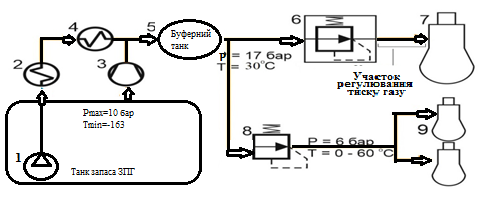 4
5
Буферний
танк
6
7
2
3
P = 17 бар
T = 30°C
Участок
регулювання
тиску газу
Pmax=10 бар
Tmin=-163
8
P = 6 бар
T = 0 - 60 °C
9
1
Танк запаса ЗПГ